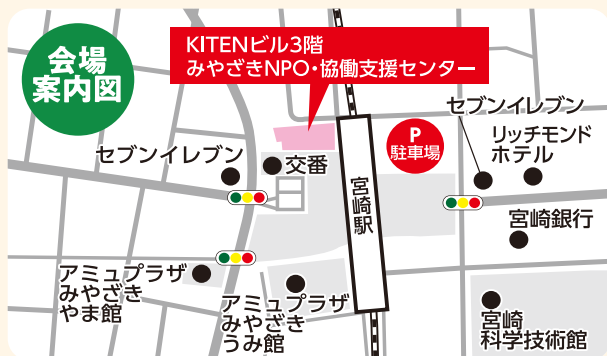 会場
案内図
KITENビル3階
みやざきNPO・協働支援センター
セブンイレブン
リッチモンド
ホテル
P
駐車場
セブンイレブン
交番
宮崎駅
宮崎銀行
アミュプラザ
みやざき
やま館
アミュプラザ
みやざき
うみ館
宮崎
科学技術館